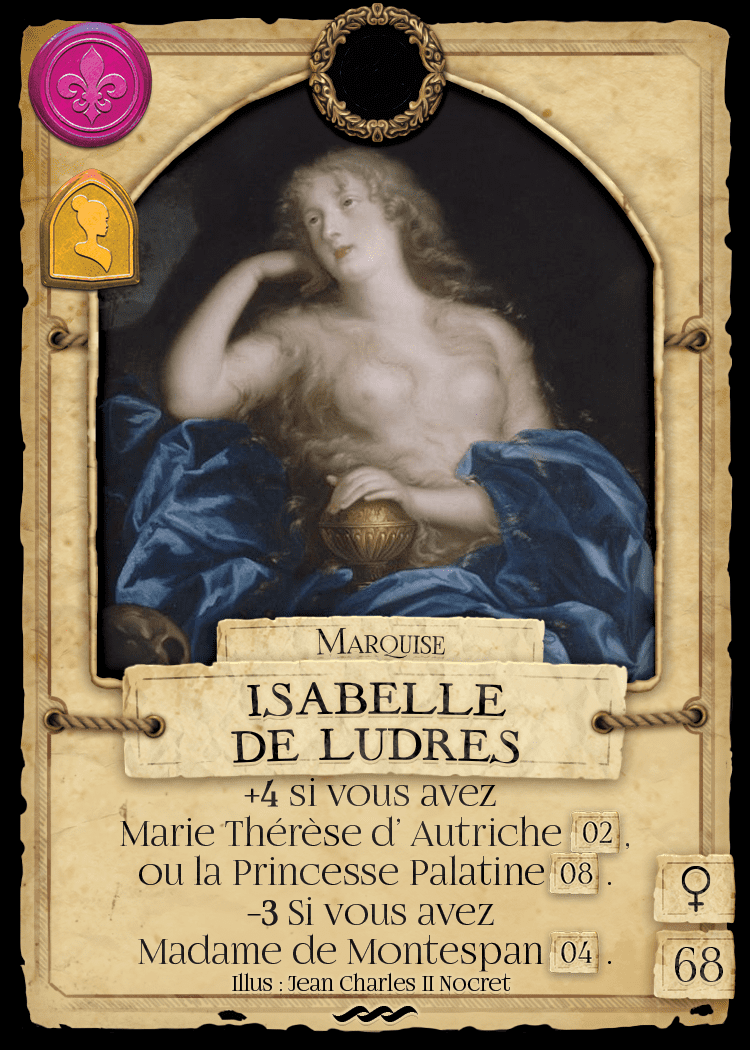 Marquise
ISABELLE
DE LUDRES
+4 si vous avez
Marie Thérèse d' Autriche 02 ,
ou la Princesse Palatine 08 .
-3 Si vous avez
Madame de Montespan 04 .
Illus : Jean Charles II Nocret
♀
68